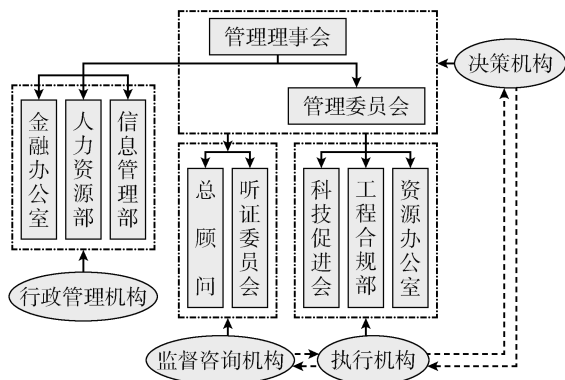 管理理事会
决策机构
管理委员会
金融办公室
人力资源部
信息管理部
总顾问
听证委员会
科技促进会
工程合规部
资源办公室
行政管理机构
监督咨询机构
执行机构